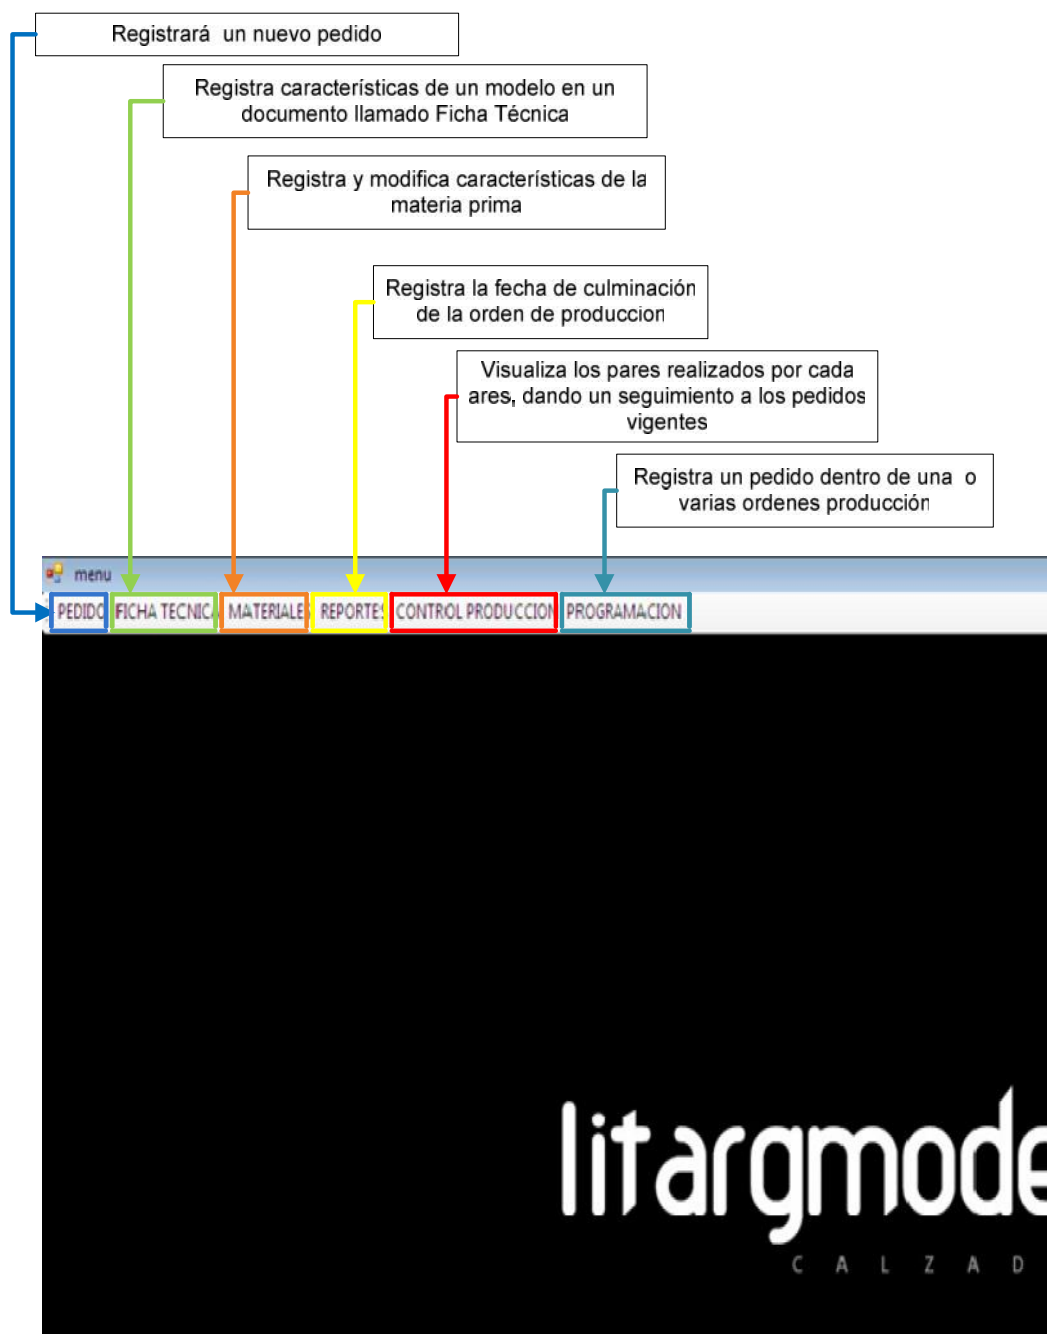 Registrará un nuevo pedido
Registra características de un modelo en un
documento llamado Ficha Técnica
Registra y modifica características de la
materia prima
Registra la fecha de culminación
de la orden de produccion
Visualiza los pares realizados por cada
ares, dando un seguimiento a los pedidos
vigentes
Registra un pedido dentro de una o
varias ordenes producción
menu
PEDIDO FICHA TECNICA MATERIALES REPORTES CONTROL PRODUCCION PROGRAMACION
litargmode
CALZAD